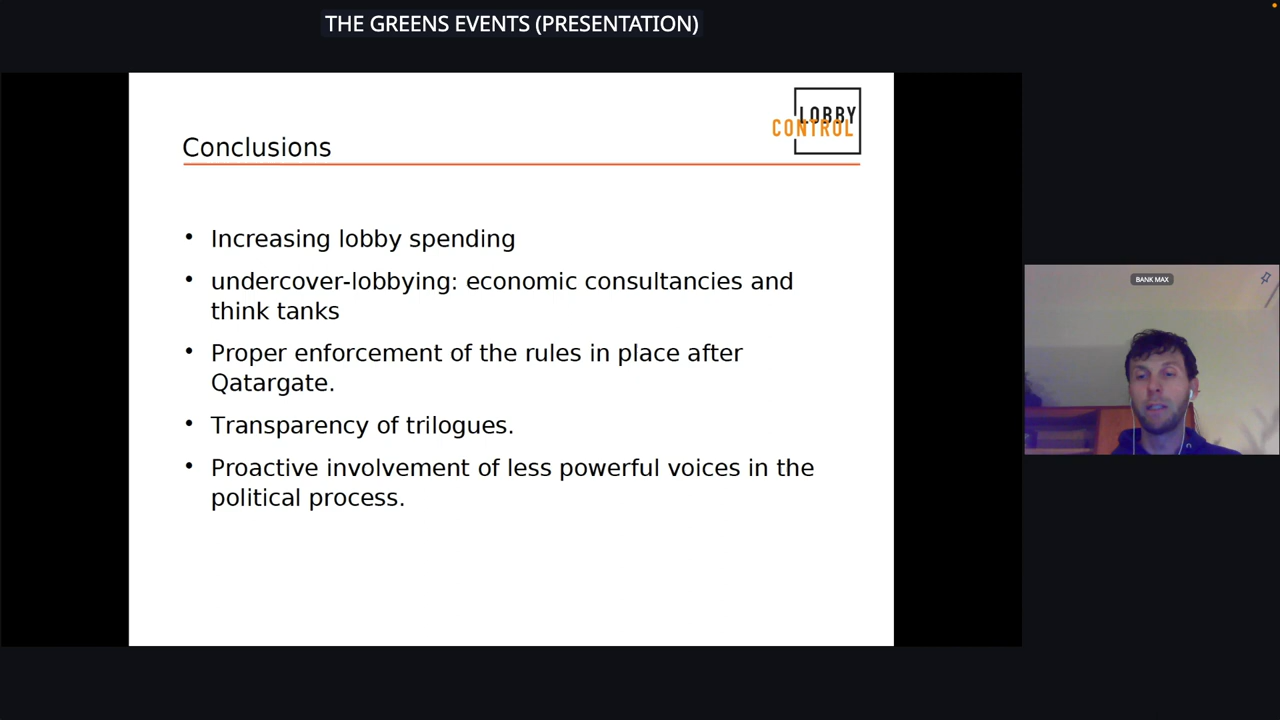 THE GREENS EVENTS (PRESENTATION)
LOBBY
CONTROL
Conclusions
• Increasing lobby spending
• undercover-lobbying: economic consultancies and
think tanks
• Proper enforcement of the rules in place after
Qatargate.
• Transparency of trilogues.
• Proactive involvement of less powerful voices in the
political process.
BANK MAX